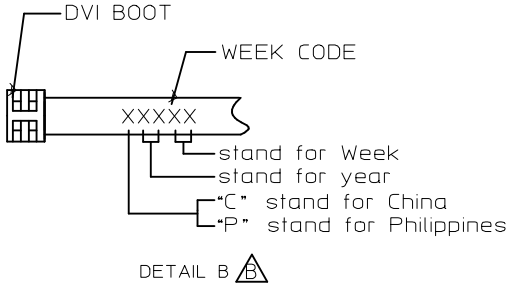 DVI BOOT
WEEK CODE
XXXXX
stand for Week
stand for year
"C" stand for China
"P" stand for Philippines
DETAIL B B